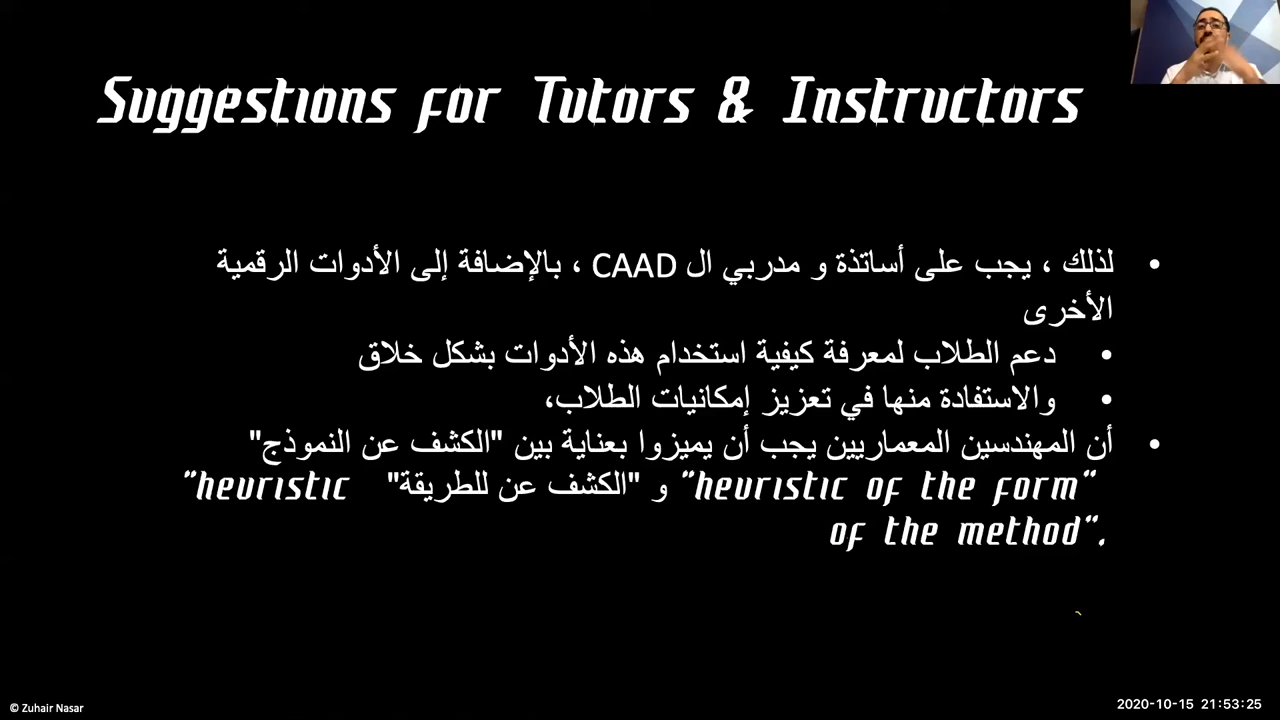 Suggestions for Tutors & Instructors
لذلك ، يجب على أساتذة و مدربي ال CAAD ، بالإضافة إلى الأدوات الرقمية
الأخرى
دعم الطلاب لمعرفة كيفية استخدام هذه الأدوات بشكل خلاق
والاستفادة منها في تعزيز إمكانيات الطلاب،
أن المهندسين المعماريين يجب أن يميزوا بعناية بين "الكشف عن النموذج"
"heuristic of the form" و "الكشف عن للطريقة" "heuristic
of the method".
© Zuhair Nasar
2020-10-15 21:53:25